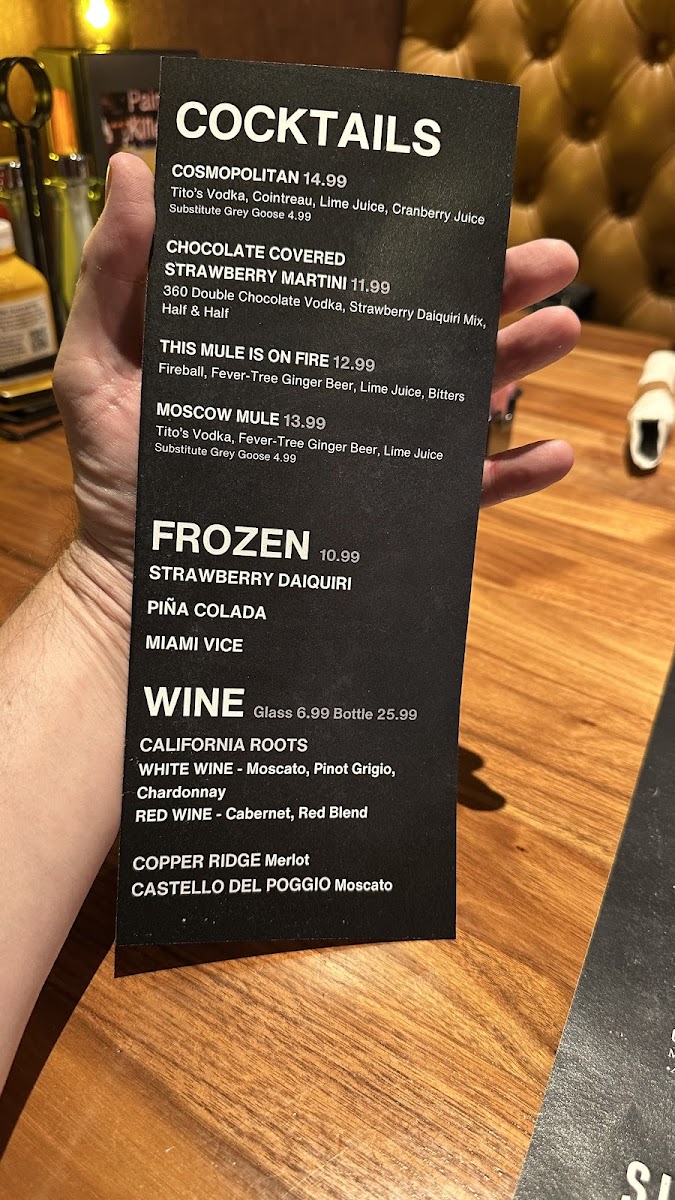 COCKTAILS
COSMOPOLITAN 14.99
Tito's Vodka, Cointreau, Lime Juice, Cranberry Juice
Substitute Grey Goose 4.99
CHOCOLATE COVERED
STRAWBERRY MARTINI 11.99
360 Double Chocolate Vodka, Strawberry Daiquiri Mix,
Half & Half
THIS MULE IS ON FIRE 12.99
Fireball, Fever-Tree Ginger Beer, Lime Juice, Bitters
MOSCOW MULE 13.99
Tito's Vodka, Fever-Tree Ginger Beer, Lime Juice
Substitute Grey Goose 4.99
FROZEN 10.99
STRAWBERRY DAIQUIRI
PIÑA COLADA
MIAMI VICE
WINE Glass 6.99 Bottle 25.99
CALIFORNIA ROOTS
WHITE WINE - Moscato, Pinot Grigio,
Chardonnay
RED WINE - Cabernet, Red Blend
COPPER RIDGE Merlot
CASTELLO DEL POGGIO Moscato